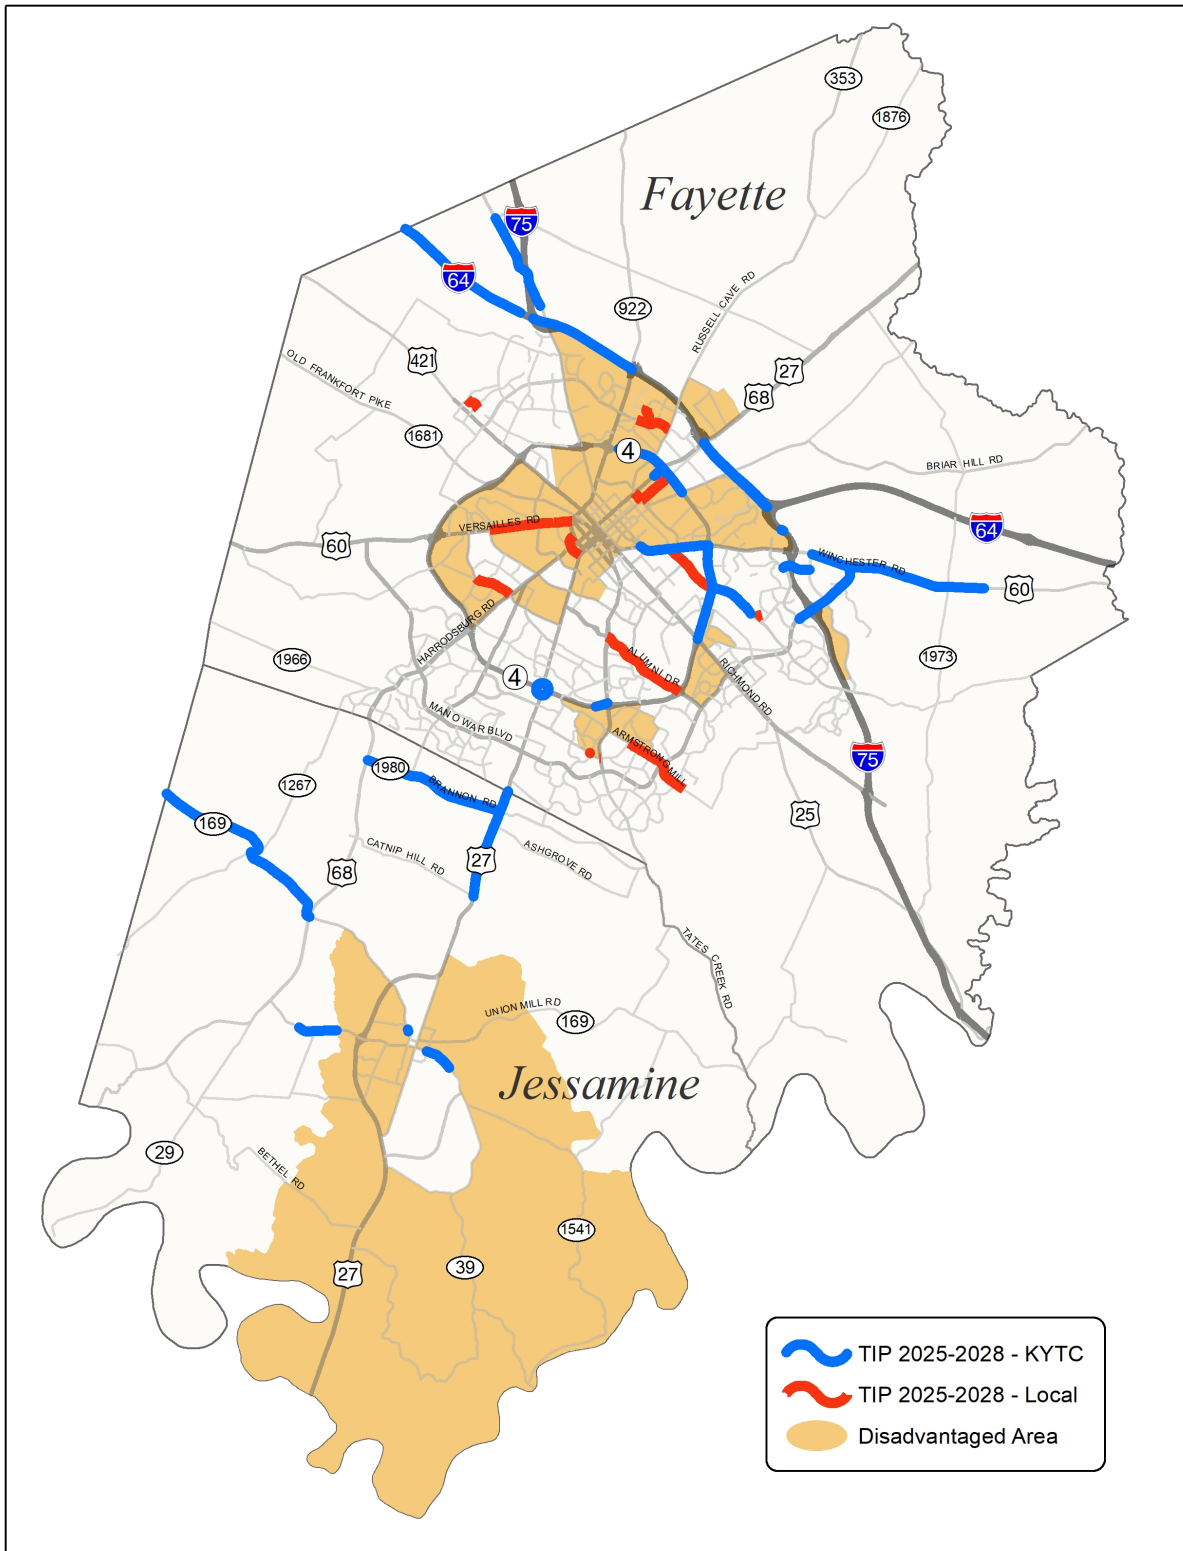 353
1876
Fayette
75
64
922
RUSSELL CAVE RD
421
27
OLD FRANKFORT PIKE
68
1681
4
BRIAR HILL RD
VERSAILLES RD
64
60
WINCHESTER RD
60
HARRODSBURG RD
1966
ALUMNI DR
RICHMOND RD
1973
4
MAN O WAR BLVD
ARMSTRONG MILL
75
1980
1267
BRANNON RD
169
25
CATNIP HILL RD
27
ASHGROVE RD
68
TATES CREEK RD
UNION MILL RD
169
Jessamine
29
BETHEL RD
1541
39
27
TIP 2025-2028 - KYTC
TIP 2025-2028 - Local
Disadvantaged Area